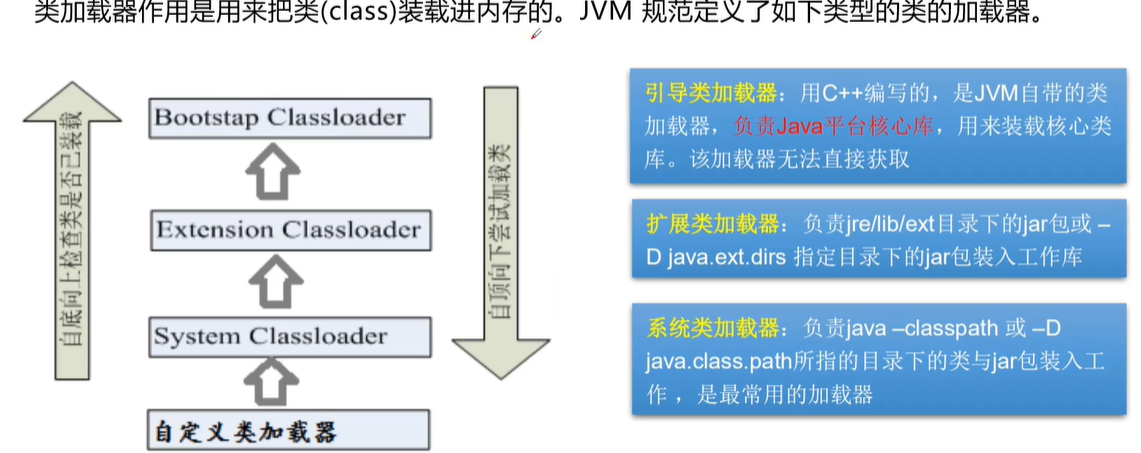 类加载器作用是用来把类(class)装载进内存的。JVM 规范定义了如下类型的类的加载器。
自底向上检查类是否已装载
Bootstap Classloader
Extension Classloader
System Classloader
自定义类加载器
自顶向下尝试加载类
引导类加载器：用C++编写的，是JVM自带的类
加载器，负责Java平台核心库，用来装载核心类
库。该加载器无法直接获取
扩展类加载器：负责jre/lib/ext目录下的jar包或 –
D java.ext.dirs 指定目录下的jar包装入工作库
系统类加载器：负责java –classpath 或 –D
java.class.path所指的目录下的类与jar包装入工
作 ，是最常用的加载器